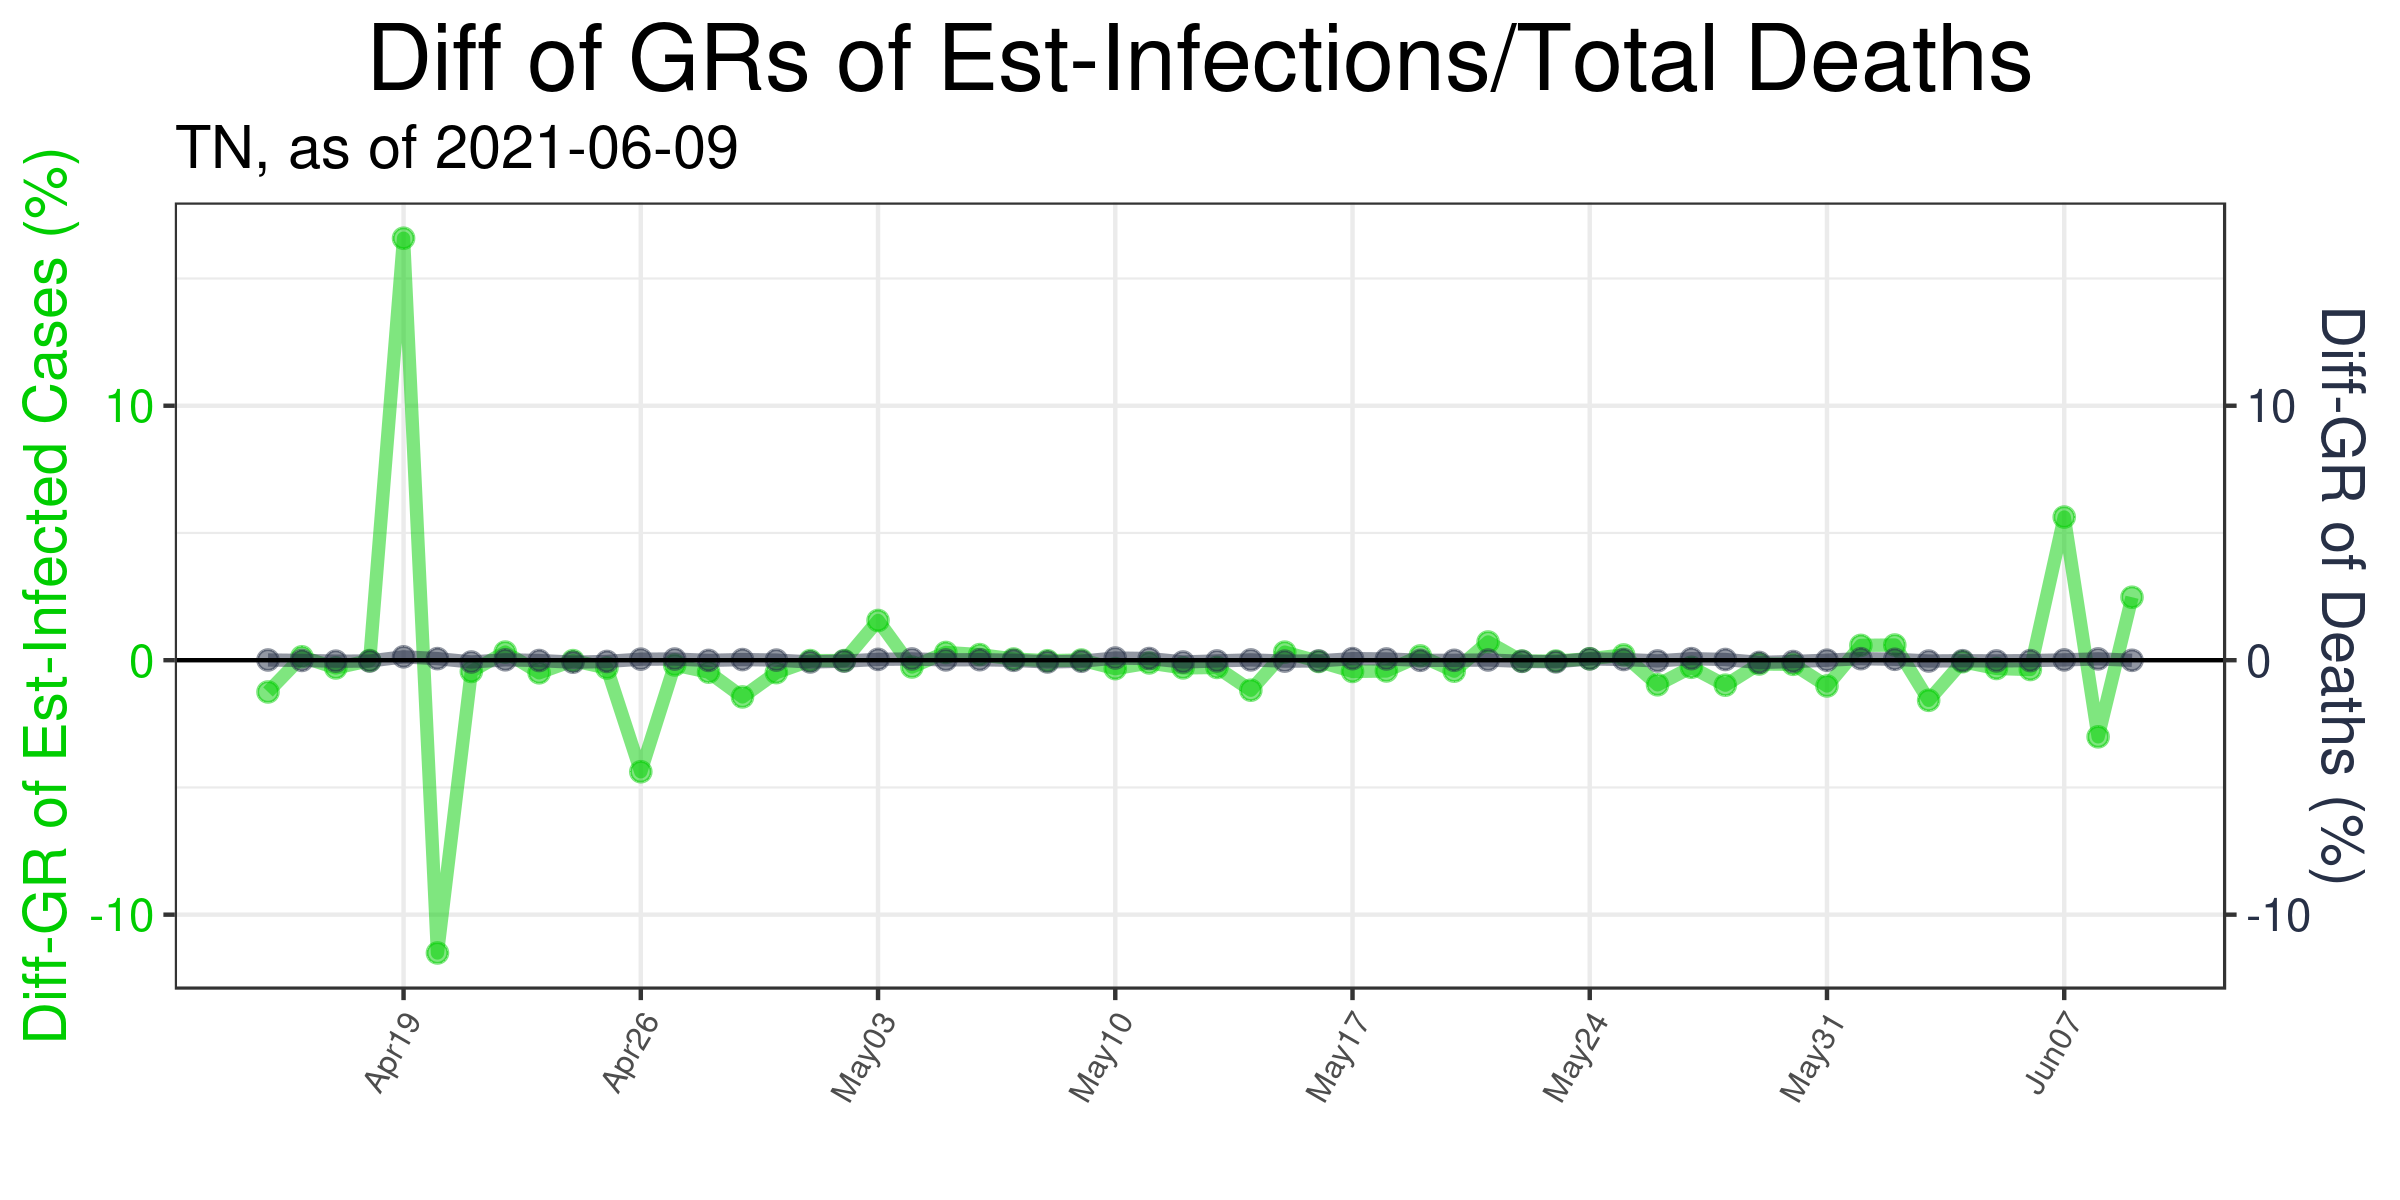 Diff of GRs of Est-Infections/Total Deaths
TN, as of 2021-06-09
Diff-GR of Est-Infected Cases (%)
10
0
-10
10
0
-10
Diff-GR of Deaths (%)
Apr19
Apr26
May03
May10
May17
May24
May31
Jun07